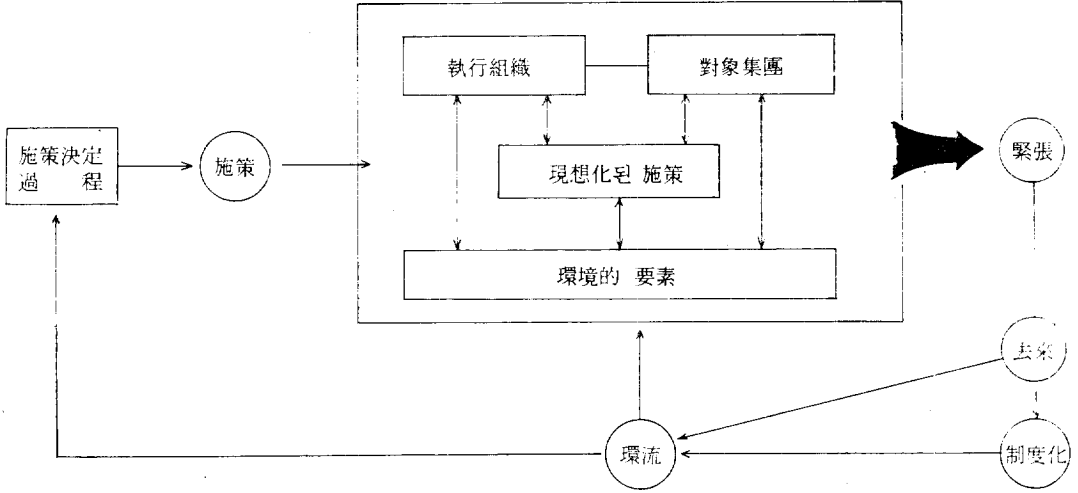 執行組織
對象集團
施策決定
過 程
施策
現想化된 施策
緊張
環境的 要素
去來
環流
制度化